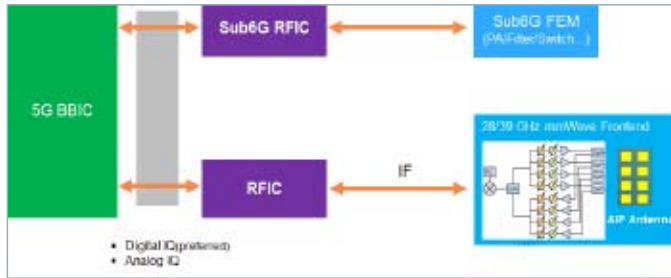 Sub6G RFIC
Sub6G FEM
(PA/Filter/Switch...)
5G BBIC
28/39 GHz mmWave Frontend
RFIC
IF
AIP Antenna
• Digital IQ(preferred)
• Analog IQ